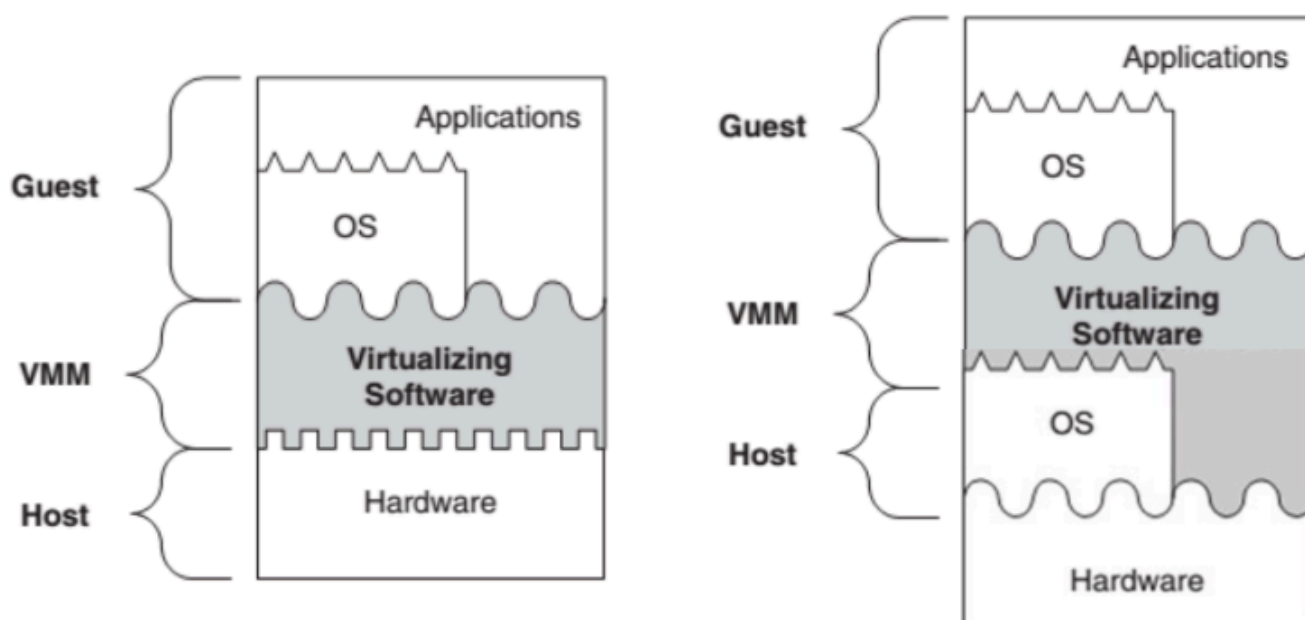 Applications
Guest
OS
VMM
Virtualizing
Software
Host
Hardware
Applications
Guest
OS
VMM
Virtualizing
Software
OS
Host
Hardware